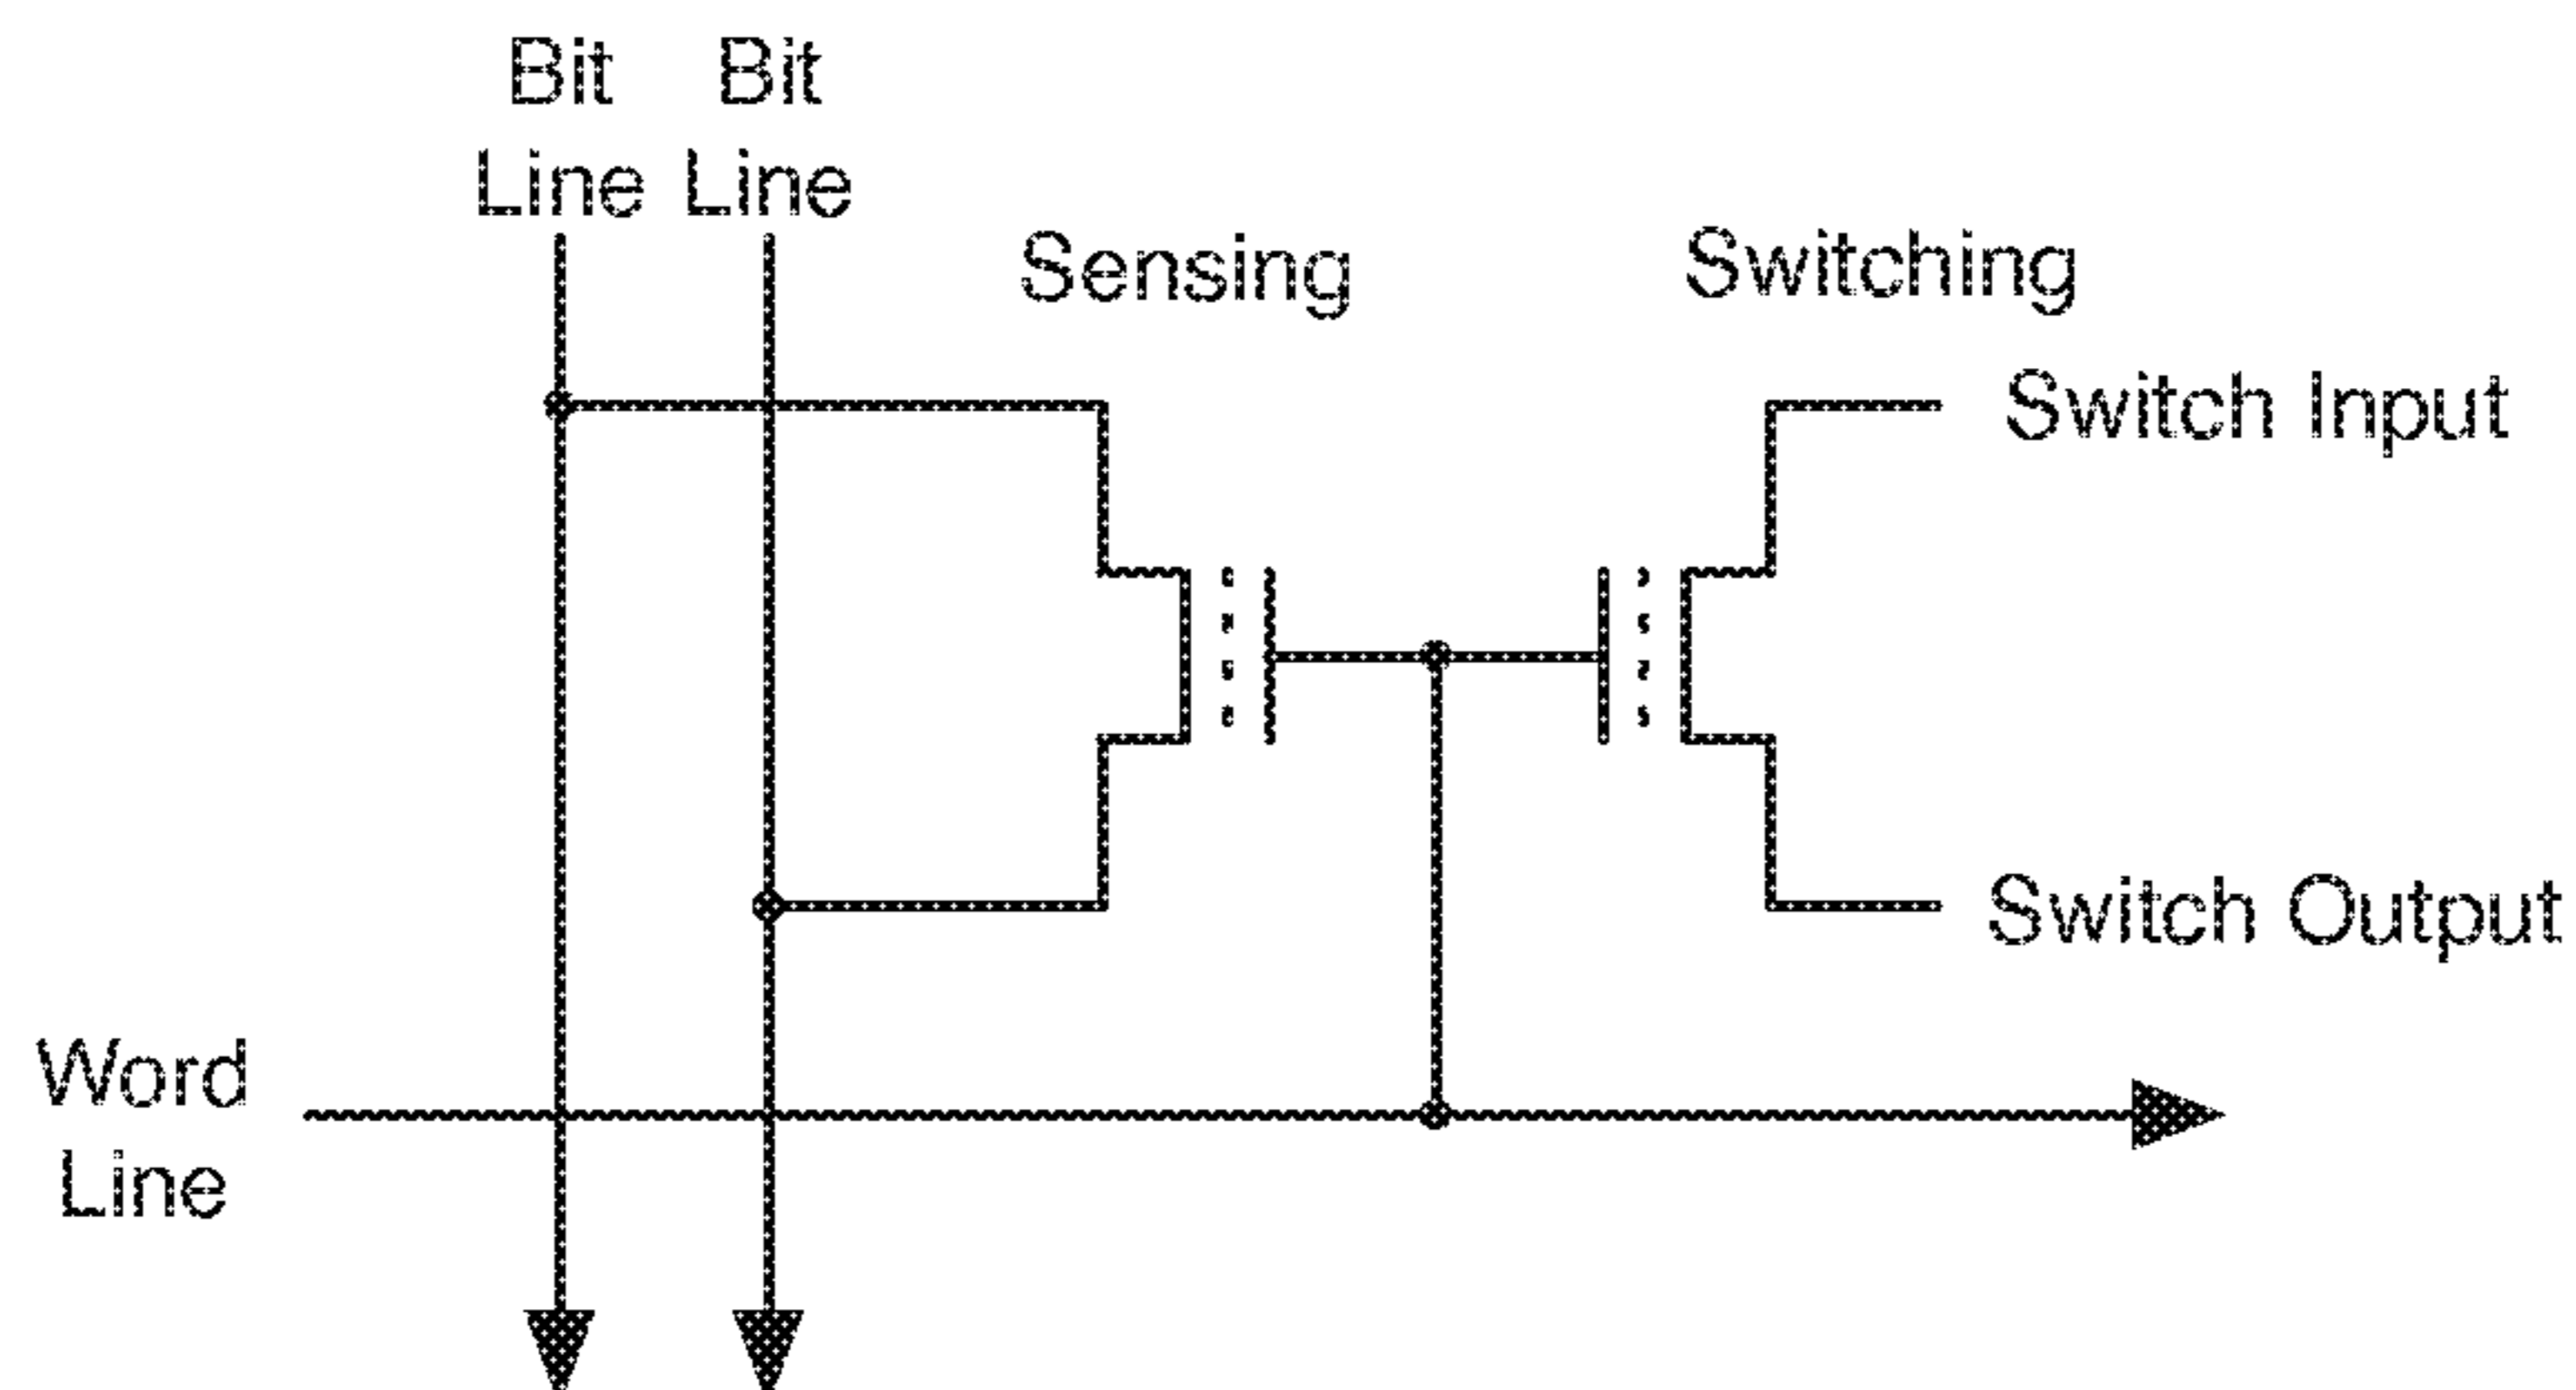 Bit
Line
Bit
Line
Sensing
Switching
Switch Input
Switch Output
Word
Line